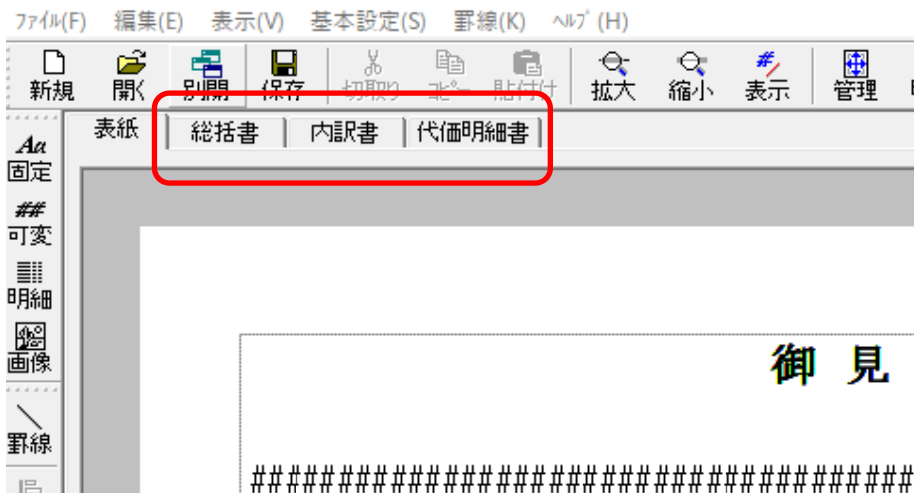 ファイル(F) 編集(E) 表示(V) 基本設定(S) 罫線(K) ヘルプ(H)
新規 開く 別開 保存 切取り コピー 貼付け 拡大 縮小 表示 管理
表紙 総括書 内訳書 代価明細書
Aa
固定
##
可変
明細
画像
罫線
御 見
######################################